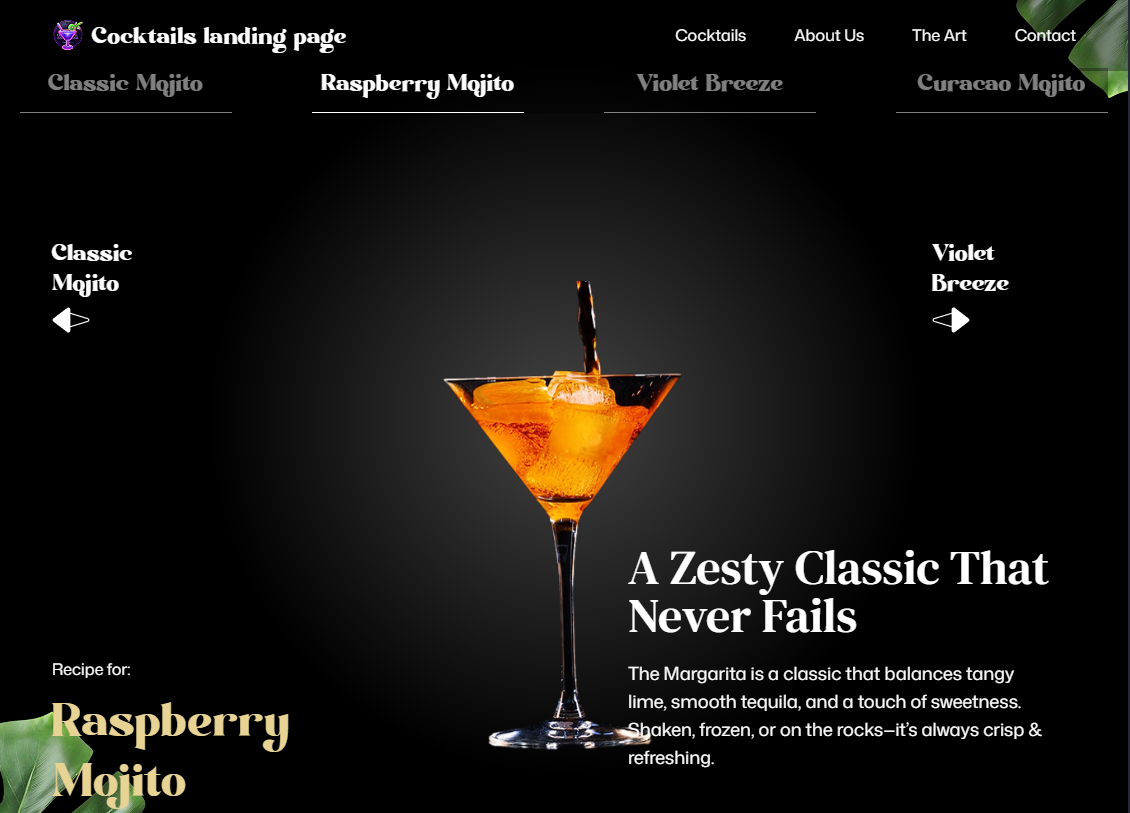 Cocktails landing page
Cocktails
About Us
The Art
Contact
Classic Mojito
Raspberry Mojito
Violet Breeze
Curacao Mojito
Classic
Mojito
Violet
Breeze
A Zesty Classic That
Never Fails
The Margarita is a classic that balances tangy
lime, smooth tequila, and a touch of sweetness.
Shaken, frozen, or on the rocks—it’s always crisp &
refreshing.
Recipe for:
Raspberry
Mojito